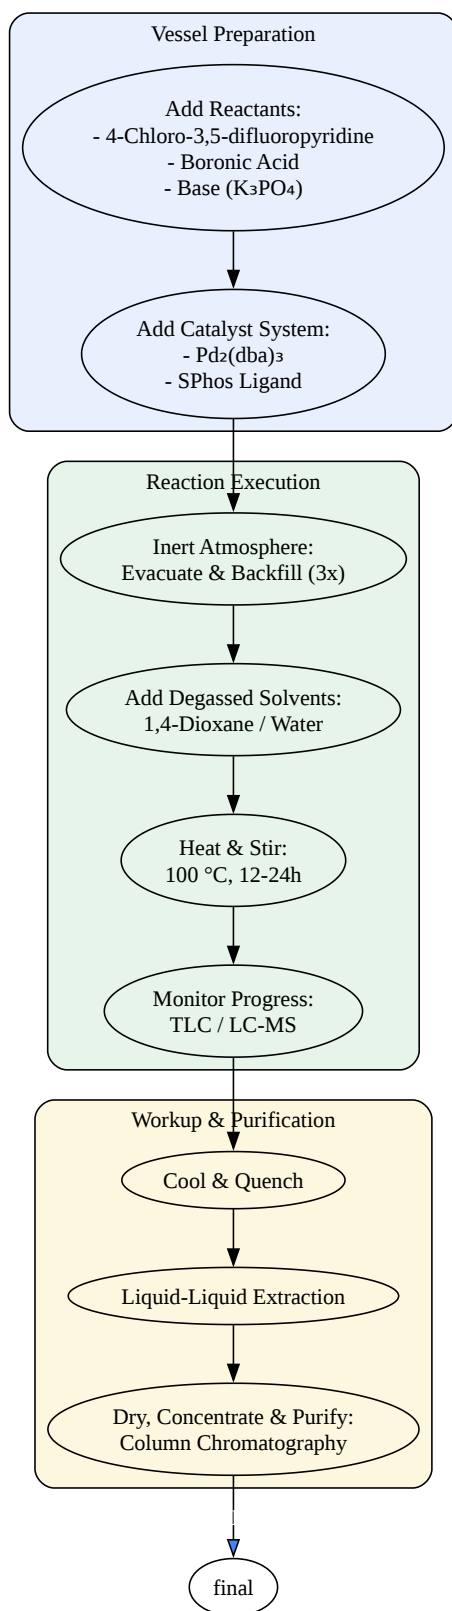 Vessel Preparation
Add Reactants:
- 4-Chloro-3,5-difluoropyridine
- Boronic Acid
- Base (K₃PO₄)
Add Catalyst System:
- Pd₂(dba)₃
- SPhos Ligand
Reaction Execution
Inert Atmosphere:
Evacuate & Backfill (3x)
Add Degassed Solvents:
1,4-Dioxane / Water
Heat & Stir:
100 °C, 12-24h
Monitor Progress:
TLC / LC-MS
Workup & Purification
Cool & Quench
Liquid-Liquid Extraction
Dry, Concentrate & Purify:
Column Chromatography
final